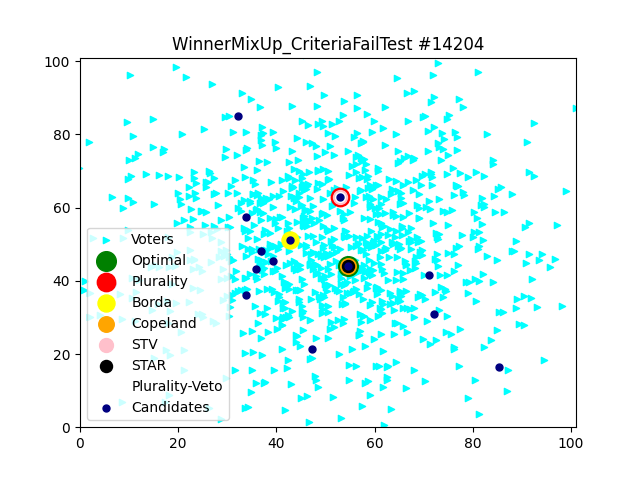 WinnerMixUp_CriteriaFailTest #14204
100
80
60
40
20
0
0 20 40 60 80 100
Voters
Optimal
Plurality
Borda
Copeland
STV
STAR
Plurality-Veto
Candidates